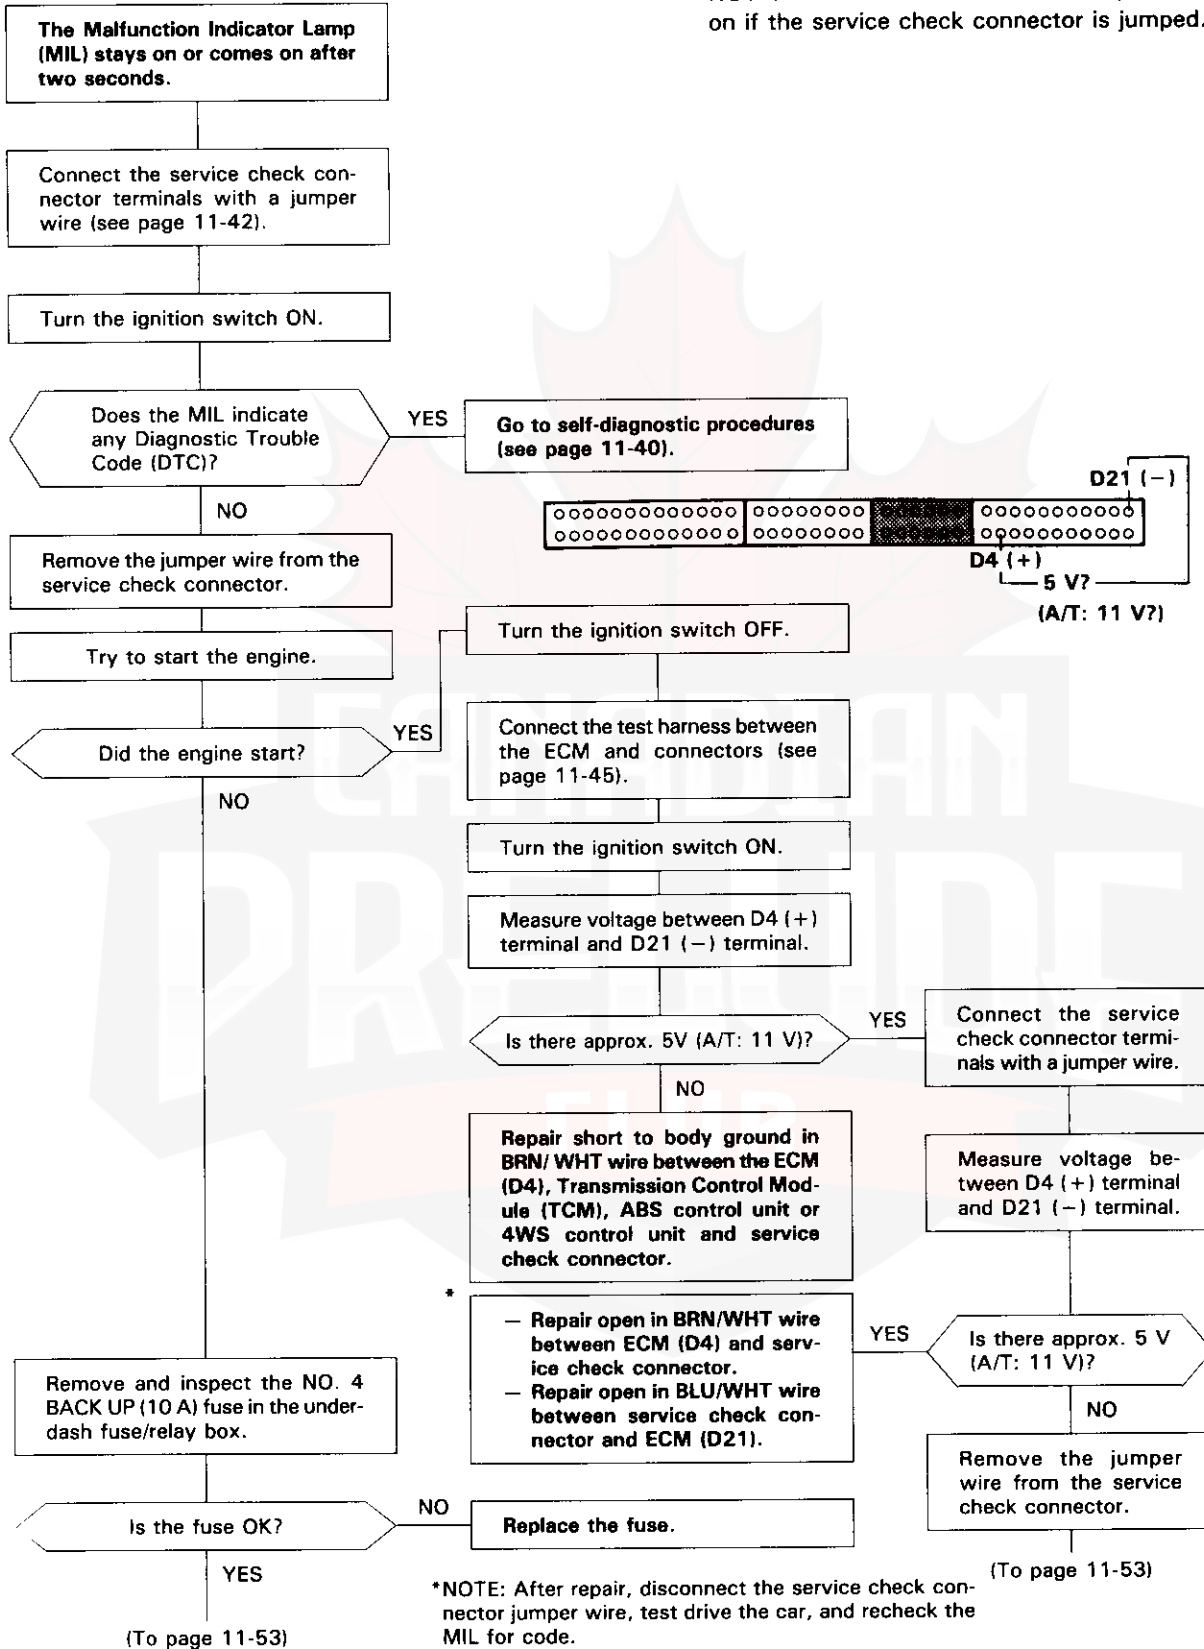 on if the service check connector is jumped.
The Malfunction Indicator Lamp
(MIL) stays on or comes on after
two seconds.
Connect the service check con-
nector terminals with a jumper
wire (see page 11-42).
Turn the ignition switch ON.
Does the MIL indicate
any Diagnostic Trouble
Code (DTC)?
YES
Go to self-diagnostic procedures
(see page 11-40).
NO
D21 (−)
D4 (+)
5 V?
(A/T: 11 V?)
Remove the jumper wire from the
service check connector.
Try to start the engine.
Did the engine start?
YES
NO
Turn the ignition switch OFF.
Connect the test harness between
the ECM and connectors (see
page 11-45).
Turn the ignition switch ON.
Measure voltage between D4 (+)
terminal and D21 (−) terminal.
Is there approx. 5V (A/T: 11 V)?
YES
NO
Connect the service
check connector termi-
nals with a jumper wire.
Repair short to body ground in
BRN/ WHT wire between the ECM
(D4), Transmission Control Mod-
ule (TCM), ABS control unit or
4WS control unit and service
check connector.
Measure voltage be-
tween D4 (+) terminal
and D21 (−) terminal.
*
— Repair open in BRN/WHT wire
between ECM (D4) and serv-
ice check connector.
— Repair open in BLU/WHT wire
between service check con-
nector and ECM (D21).
YES
Is there approx. 5 V
(A/T: 11 V)?
NO
Remove the jumper
wire from the service
check connector.
(To page 11-53)
Remove and inspect the NO. 4
BACK UP (10 A) fuse in the under-
dash fuse/relay box.
Is the fuse OK?
NO
Replace the fuse.
YES
(To page 11-53)
*NOTE: After repair, disconnect the service check con-
nector jumper wire, test drive the car, and recheck the
MIL for code.
CANADIAN
PRELUDE
CLUB